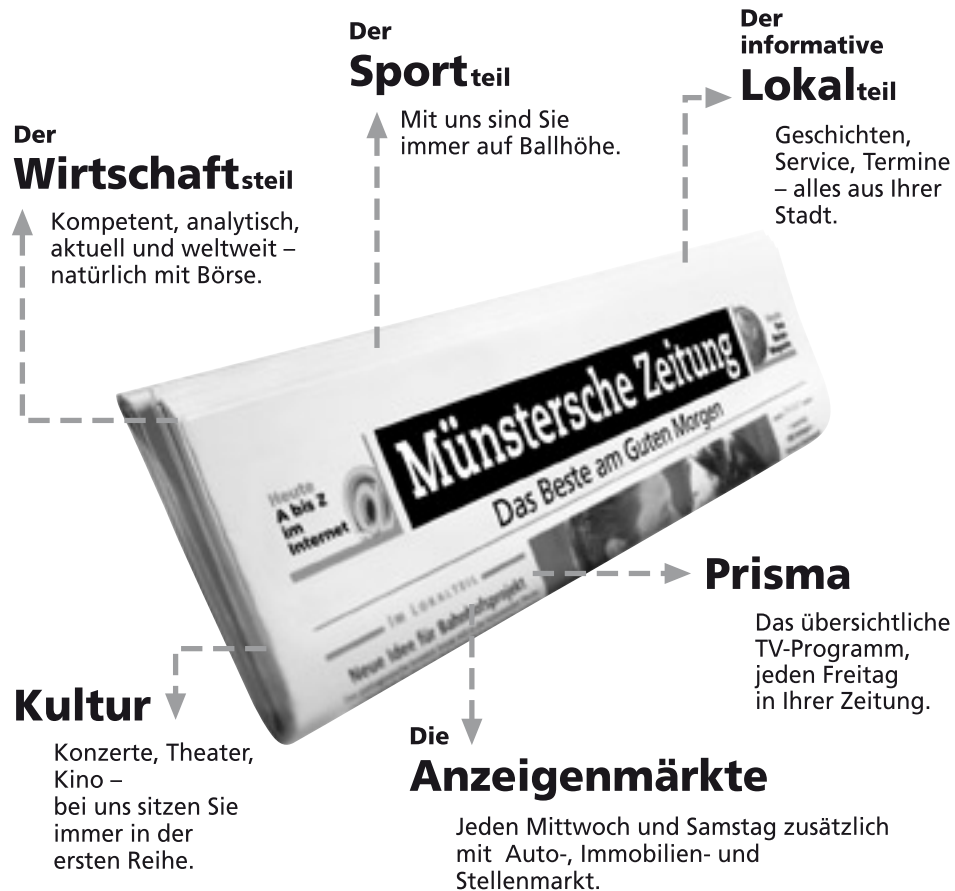 Der
Sportteil
Mit uns sind Sie
immer auf Ballhöhe.
Der
informative
Lokalteil
Geschichten,
Service, Termine
– alles aus Ihrer
Stadt.
Der
Wirtschaftsteil
Kompetent, analytisch,
aktuell und weltweit –
natürlich mit Börse.
Münstersche Zeitung
Das Beste am Guten Morgen
Heute
A bis Z
im
Internet
@
IM LOKALTEIL
Neue Idee für Bahnhofsprojekt
Prisma
Das übersichtliche
TV-Programm,
jeden Freitag
in Ihrer Zeitung.
Kultur
Konzerte, Theater,
Kino –
bei uns sitzen Sie
immer in der
ersten Reihe.
Die
Anzeigenmärkte
Jeden Mittwoch und Samstag zusätzlich
mit Auto-, Immobilien- und
Stellenmarkt.